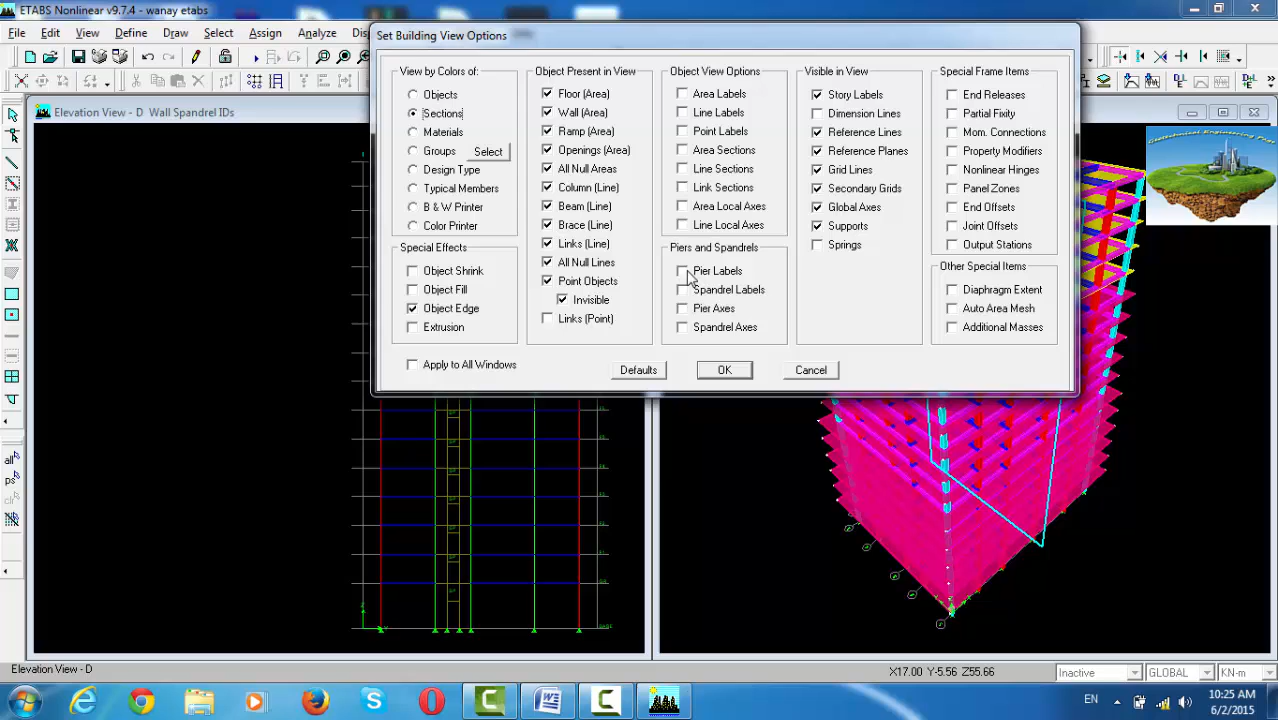 ETABS Nonlinear v9.7.4 - wanay etabs
File Edit View Define Draw Select Assign Analyze
Set Building View Options
View by Colors of:
Objects
Sections
Materials
Groups Select
Design Type
Typical Members
B & W Printer
Color Printer
Special Effects
Object Shrink
Object Fill
Object Edge
Extrusion
Apply to All Windows
Object Present in View
Floor (Area)
Wall (Area)
Ramp (Area)
Openings (Area)
All Null Areas
Column (Line)
Beam (Line)
Brace (Line)
Links (Line)
All Null Lines
Point Objects
Invisible
Links (Point)
Object View Options
Area Labels
Line Labels
Point Labels
Area Sections
Line Sections
Link Sections
Area Local Axes
Line Local Axes
Piers and Spandrels
Pier Labels
Spandrel Labels
Pier Axes
Spandrel Axes
Visible in View
Story Labels
Dimension Lines
Reference Lines
Reference Planes
Grid Lines
Secondary Grids
Global Axes
Supports
Springs
Special Frame Items
End Releases
Partial Fixity
Mom. Connections
Property Modifiers
Nonlinear Hinges
Panel Zones
End Offsets
Joint Offsets
Output Stations
Other Special Items
Diaphragm Extent
Auto Area Mesh
Additional Masses
Defaults OK Cancel
Elevation View - D Wall Spandrel IDs
all
ps
clr
BASE
Elevation View - D
X17.00 Y-5.56 Z55.66
Inactive GLOBAL KN-m
EN
10:25 AM
6/2/2015